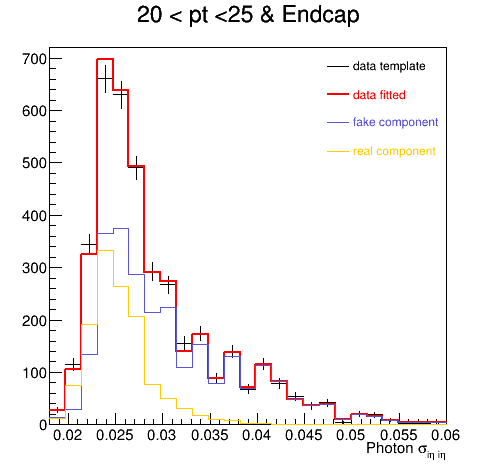 20 < pt <25 & Endcap
700
600
500
400
300
200
100
0
data template
data fitted
fake component
real component
0.02 0.025 0.03 0.035 0.04 0.045 0.05 0.055 0.06
Photon σiη iη